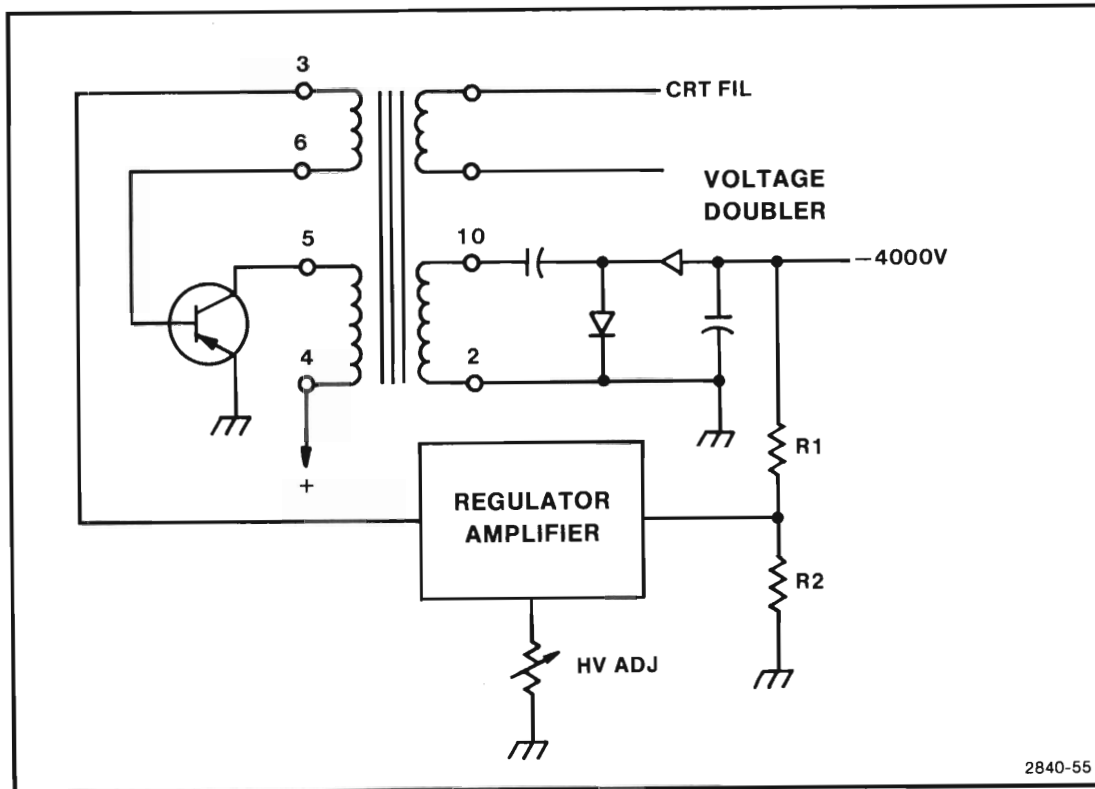 3
CRT FIL
6
VOLTAGE
DOUBLER
5
10
−4000V
4
2
+
R1
REGULATOR
AMPLIFIER
R2
HV ADJ
2840-55